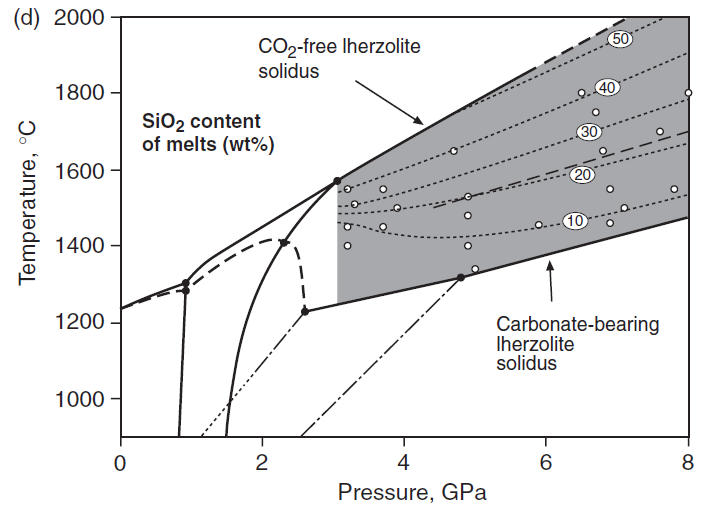 (d) 2000
1800
1600
1400
1200
1000
Temperature, °C
CO₂-free lherzolite
solidus
SiO₂ content
of melts (wt%)
50
40
30
20
10
Carbonate-bearing
lherzolite
solidus
0 2 4 6 8
Pressure, GPa